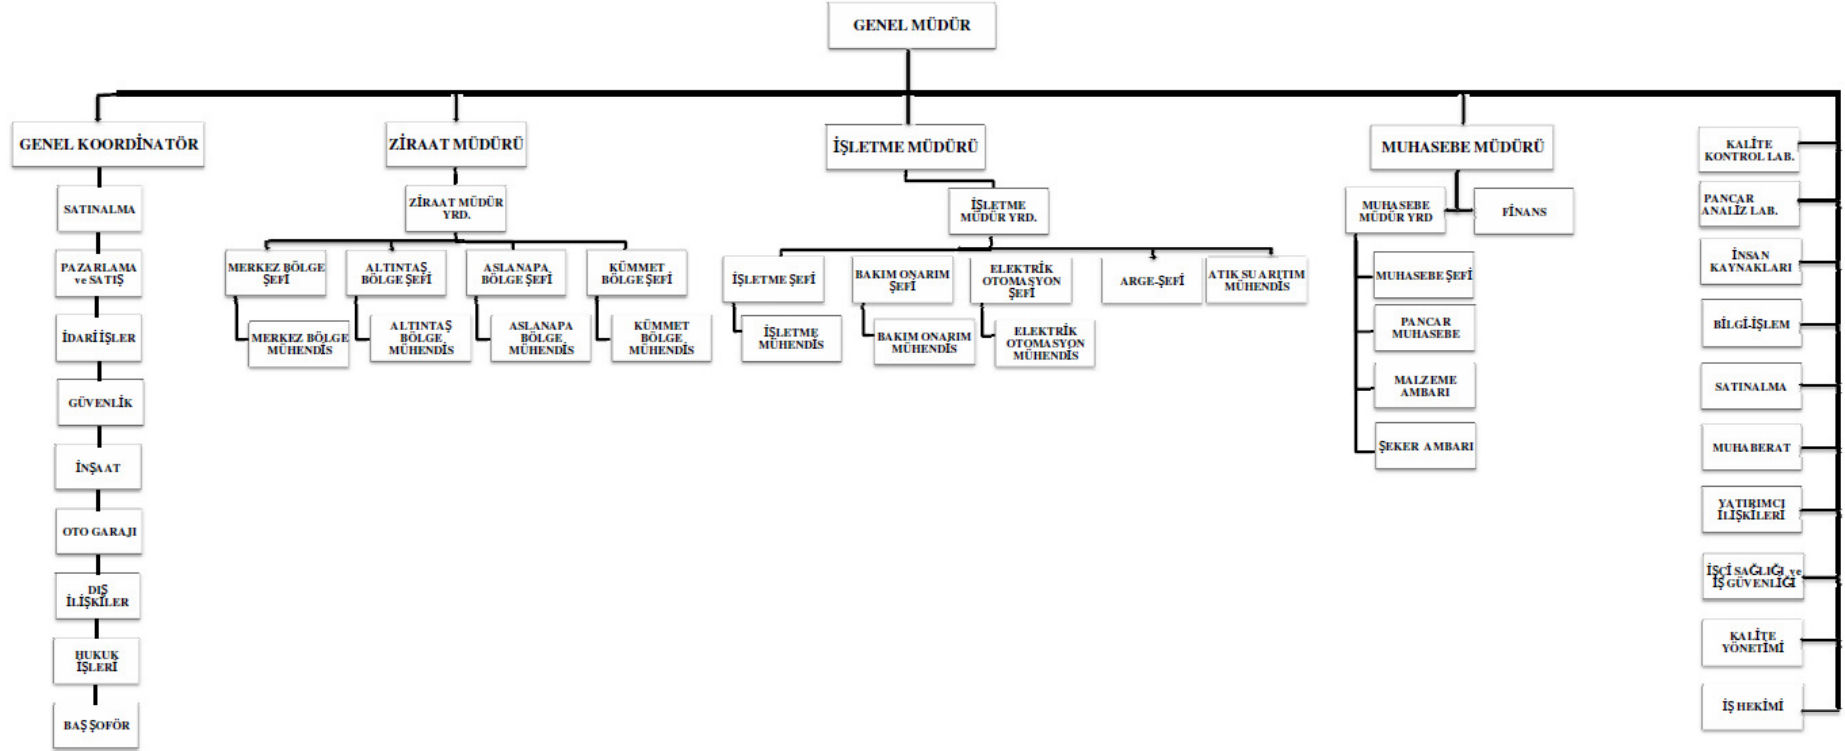 GENEL MÜDÜR
GENEL KOORDİNATÖR
SATINALMA
PAZARLAMA
ve SATIŞ
İDARİ İŞLER
GÜVENLİK
İNŞAAT
OTO GARAJI
DIŞ
İLİŞKİLER
HUKUK
İŞLERİ
BAŞ ŞOFÖR
ZİRAAT MÜDÜRÜ
ZİRAAT MÜDÜR
YRD.
MERKEZ BÖLGE
ŞEFİ
MERKEZ BÖLGE
MÜHENDİS
ALTINTAŞ
BÖLGE ŞEFİ
ALTINTAŞ
BÖLGE
MÜHENDİS
ASLANAPA
BÖLGE ŞEFİ
ASLANAPA
BÖLGE
MÜHENDİS
KÜMMET
BÖLGE ŞEFİ
KÜMMET
BÖLGE
MÜHENDİS
İŞLETME MÜDÜRÜ
İŞLETME
MÜDÜR YRD.
İŞLETME ŞEFİ
İŞLETME
MÜHENDİS
BAKIM ONARIM
ŞEFİ
BAKIM ONARIM
MÜHENDİS
ELEKTRİK
OTOMASYON
ŞEFİ
ELEKTRİK
OTOMASYON
MÜHENDİS
ARGE-ŞEFİ
ATIK SU ARITIM
MÜHENDİS
MUHASEBE MÜDÜRÜ
MUHASEBE
MÜDÜR YRD
FİNANS
MUHASEBE ŞEFİ
PANCAR
MUHASEBE
MALZEME
AMBARI
ŞEKER AMBARI
KALİTE
KONTROL LAB.
PANCAR
ANALİZ LAB.
İNSAN
KAYNAKLARI
BİLGİ-İŞLEM
SATINALMA
MUHABERAT
YATIRIMCI
İLİŞKİLERİ
İŞÇİ SAĞLIĞI ve
İŞ GÜVENLİĞİ
KALİTE
YÖNETİMİ
İŞ HEKİMİ